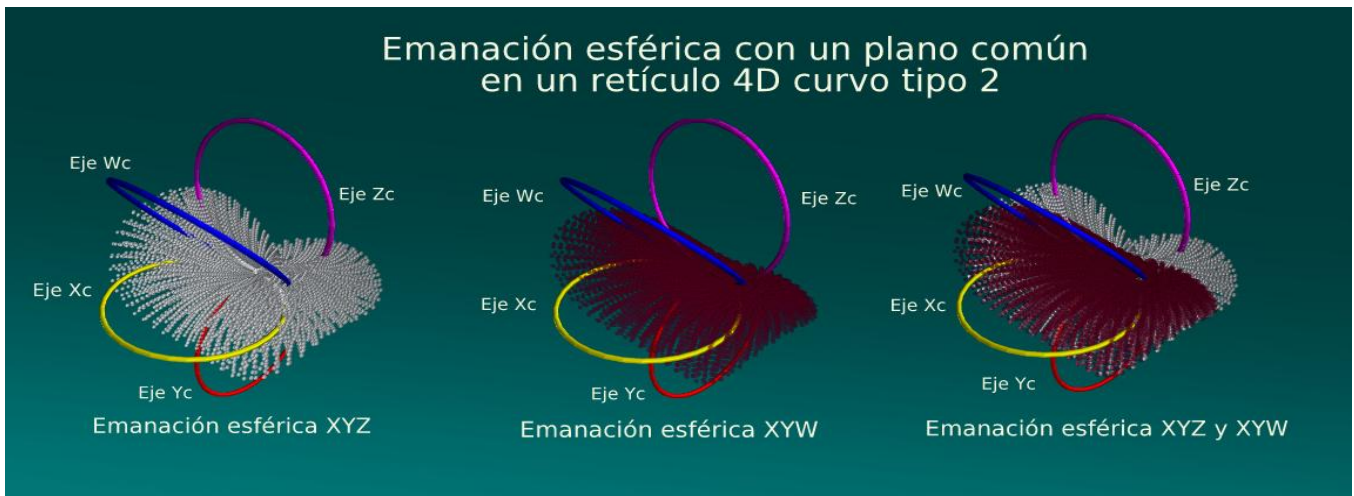 Emanación esférica con un plano común
en un retículo 4D curvo tipo 2
Eje Wc
Eje Zc
Eje Xc
Eje Yc
Emanación esférica XYZ
Eje Wc
Eje Zc
Eje Xc
Eje Yc
Emanación esférica XYW
Eje Wc
Eje Zc
Eje Xc
Eje Yc
Emanación esférica XYZ y XYW